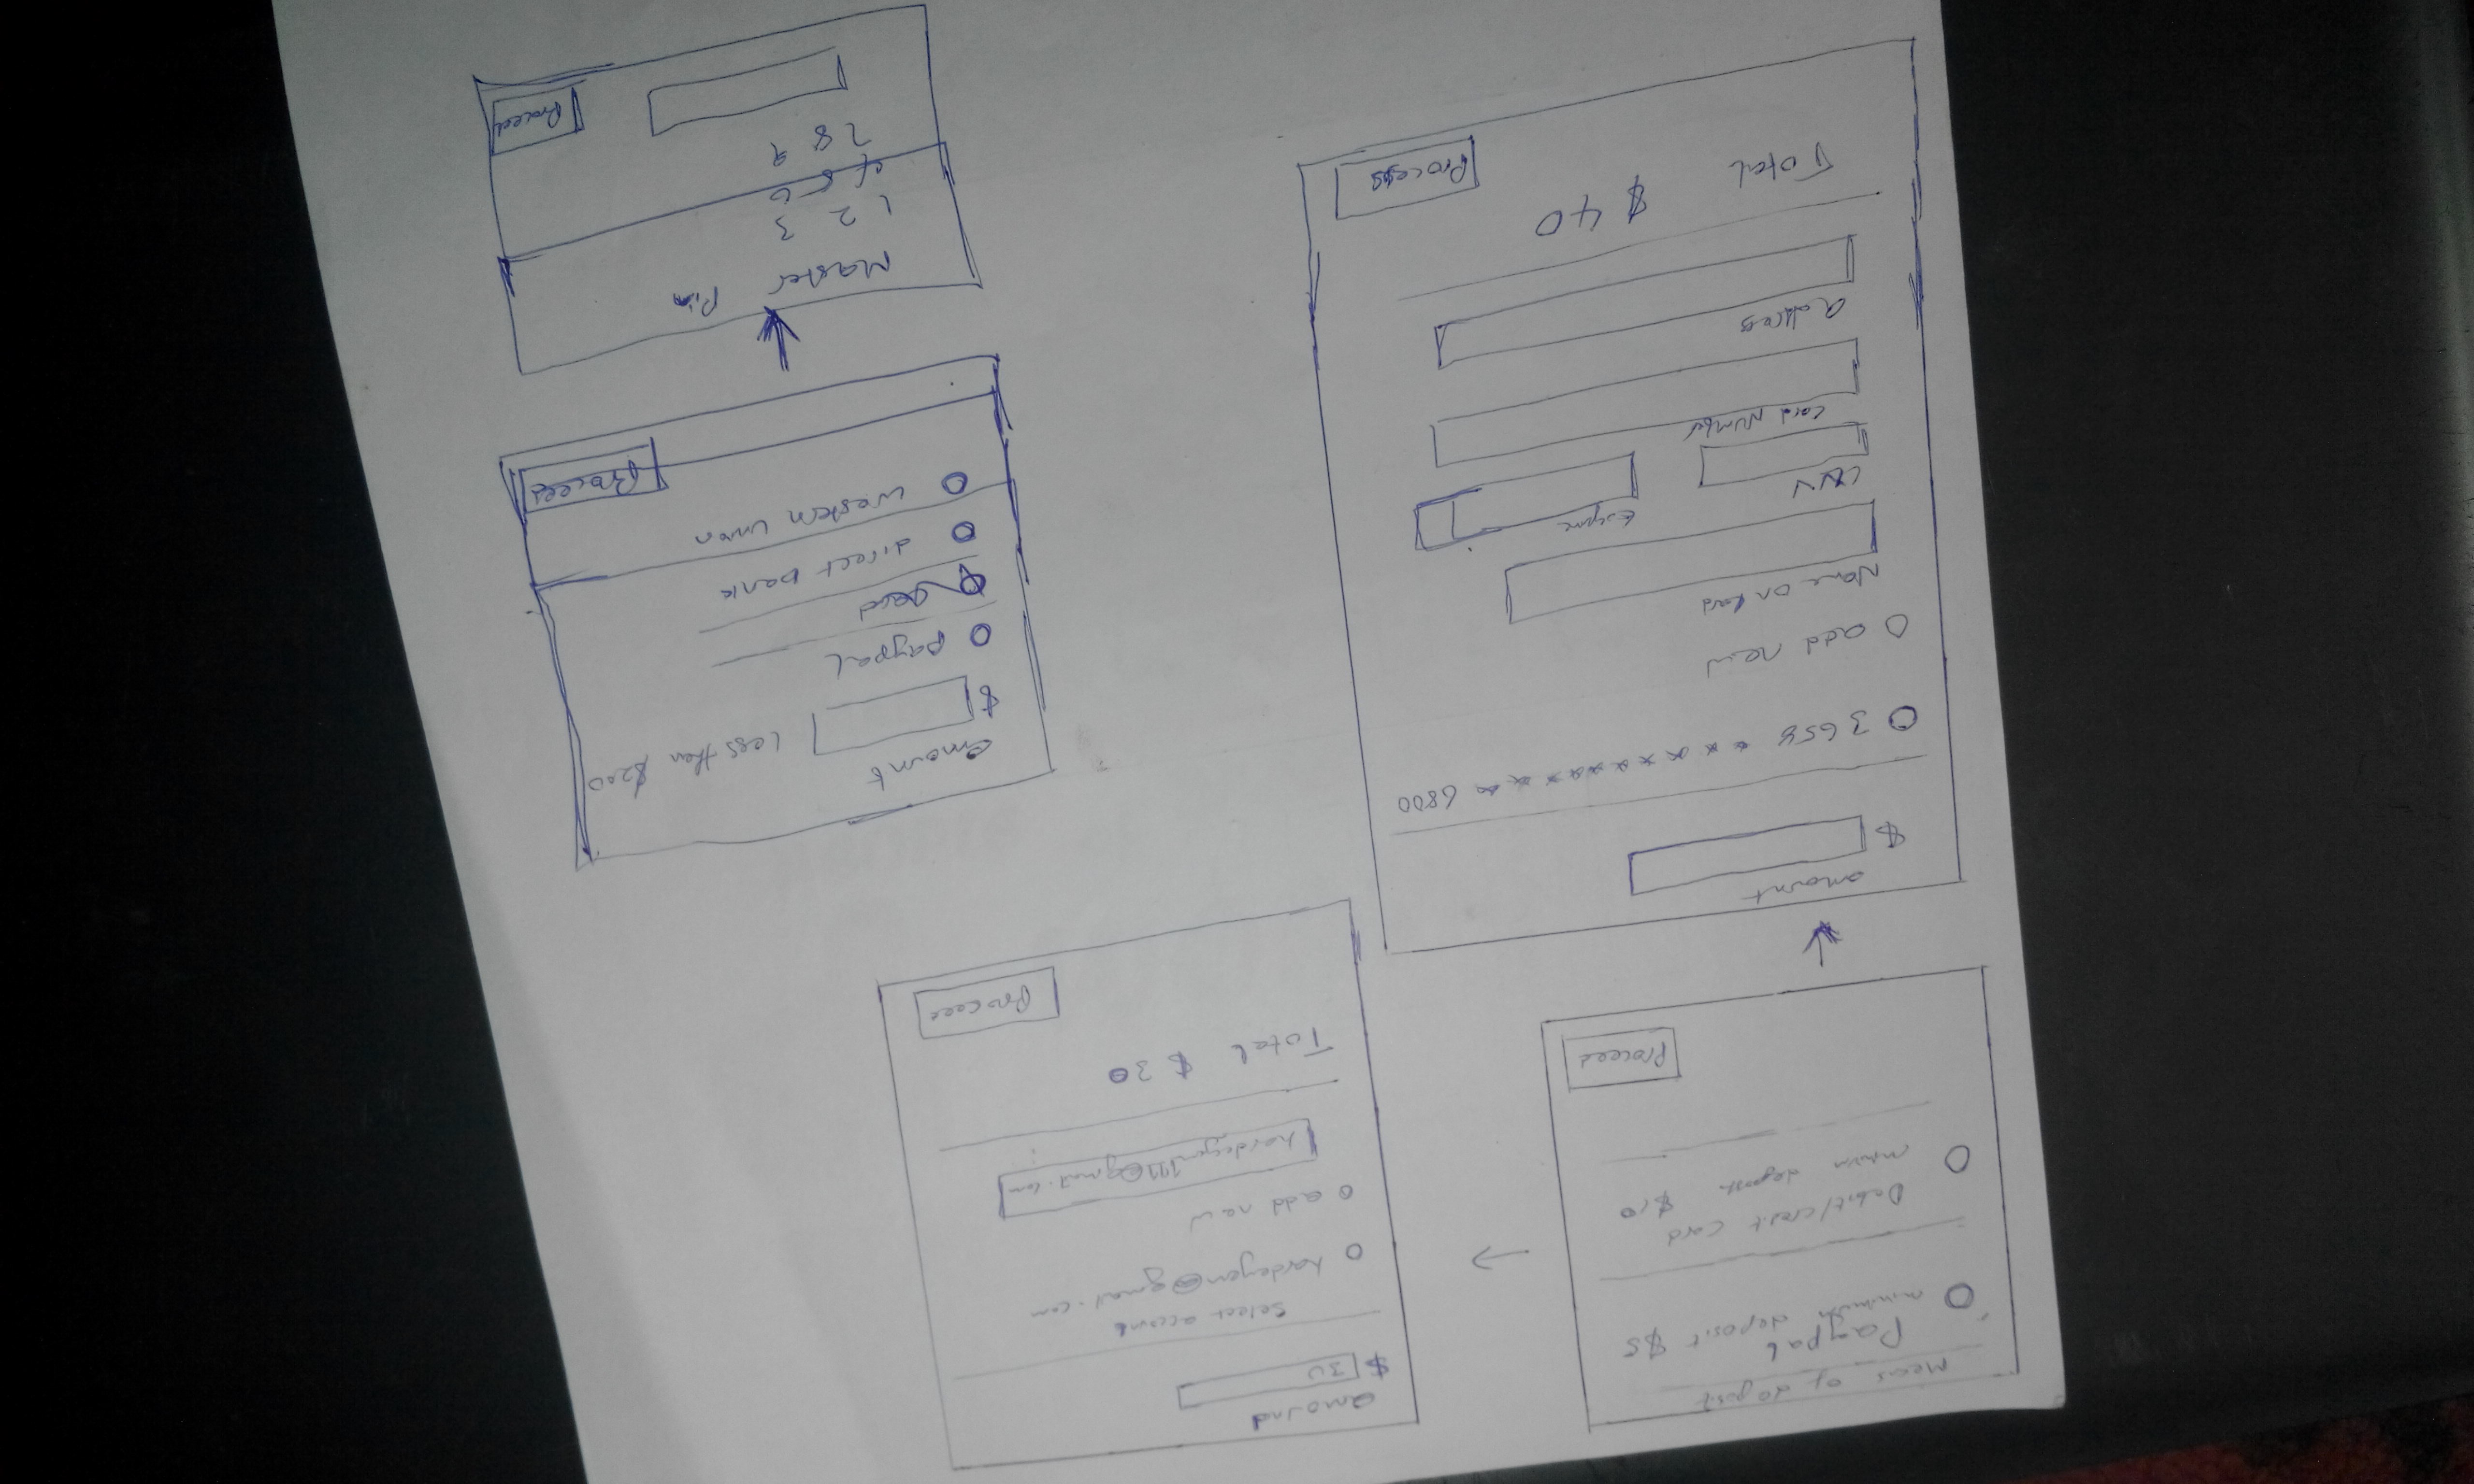 Means of deposit
Paypal
minimum deposit $5
Debit/credit Card
deposit $10
Proceed
amound
$ 30
Select account
hardeyem@gmail.com
add new
hardeyem111@gmail.com
Total $ 30
Proceed
amount
$
3658 * * * * * * * * * * * 6800
add new
Name on Card
CVV
Expire
Card Number
address
Total $ 40
Process
amount
$ less than $200
paypal
direct bank
western union
Proceed
Master Pin
1 2 3
4 5 6
7 8 9
Proceed